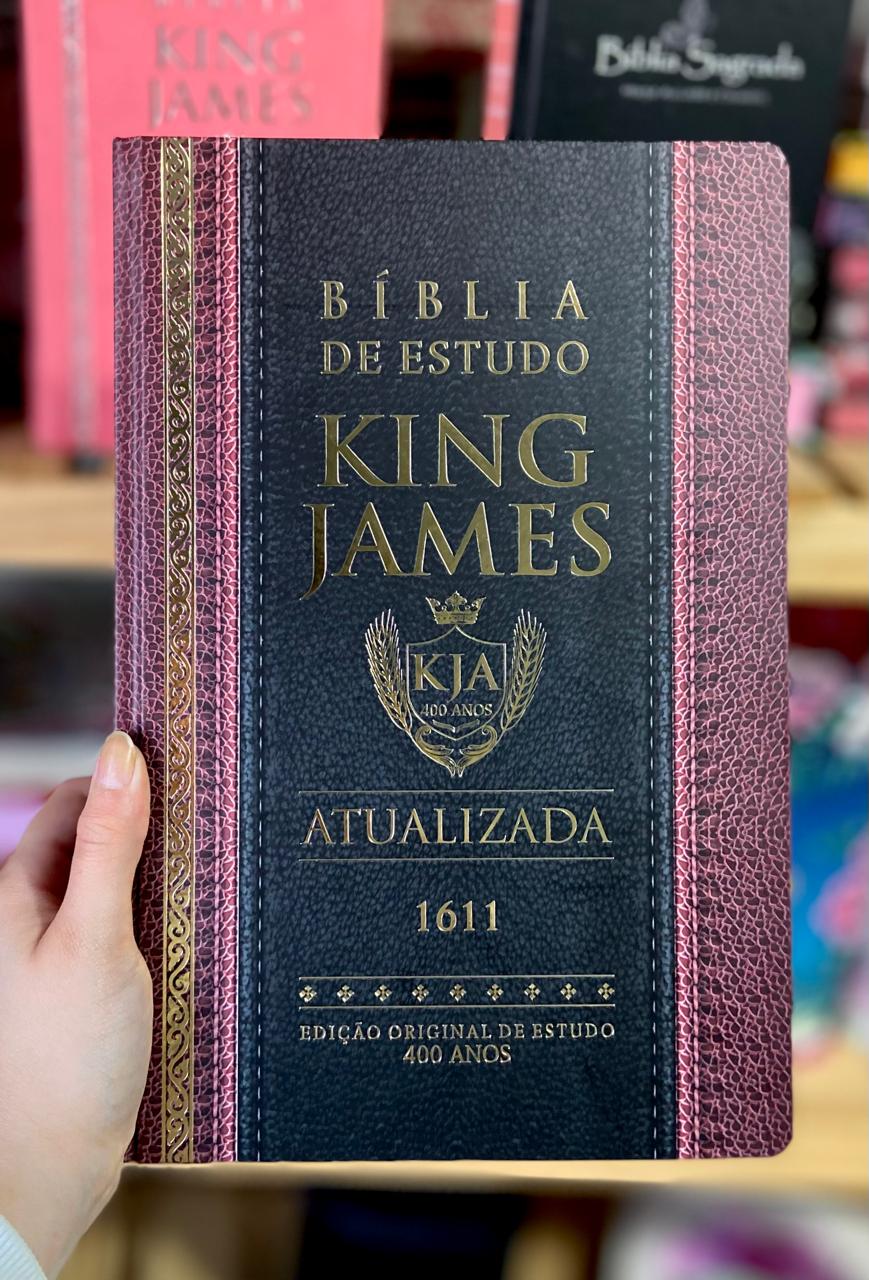 KING
JAMES
Bíblia Sagrada
BÍBLIA
DE ESTUDO
KING
JAMES
KJA
400 ANOS
ATUALIZADA
1611
EDIÇÃO ORIGINAL DE ESTUDO
400 ANOS